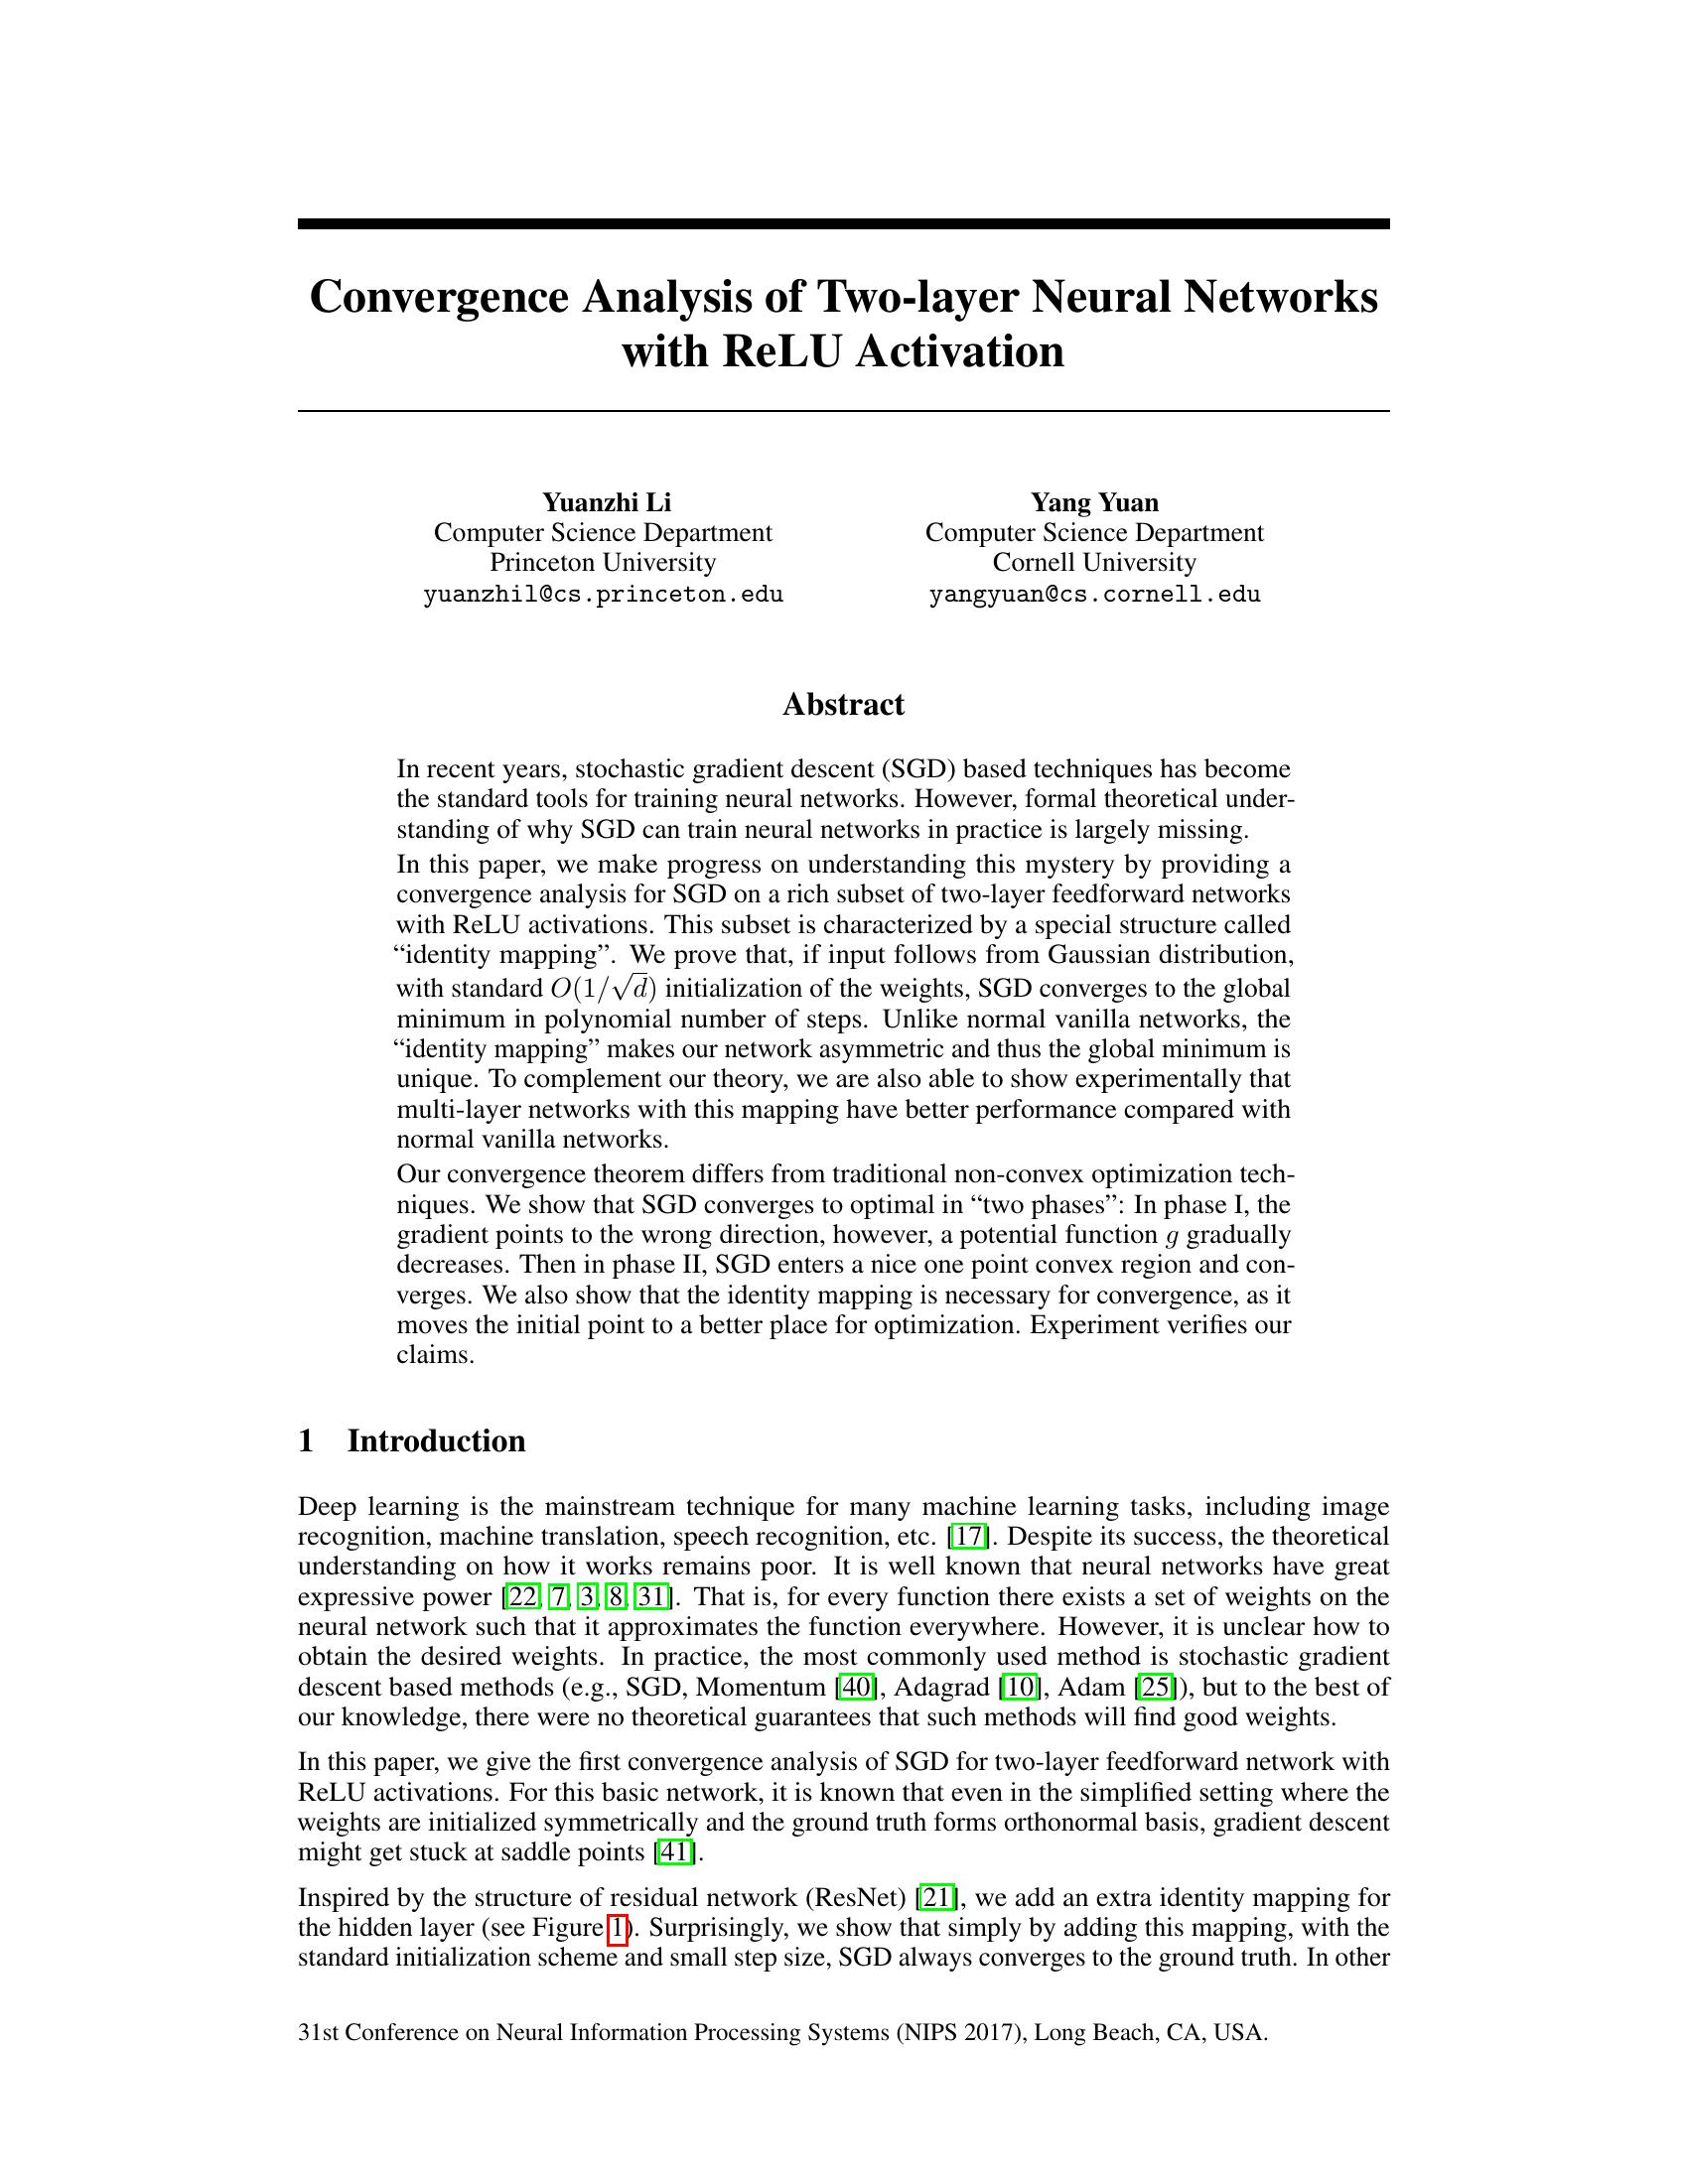 Convergence Analysis of Two-layer Neural Networks
with ReLU Activation
Yuanzhi Li
Computer Science Department
Princeton University
yuanzhil@cs.princeton.edu
Yang Yuan
Computer Science Department
Cornell University
yangyuan@cs.cornell.edu
Abstract
In recent years, stochastic gradient descent (SGD) based techniques has become
the standard tools for training neural networks. However, formal theoretical under-
standing of why SGD can train neural networks in practice is largely missing.
In this paper, we make progress on understanding this mystery by providing a
convergence analysis for SGD on a rich subset of two-layer feedforward networks
with ReLU activations. This subset is characterized by a special structure called
“identity mapping”. We prove that, if input follows from Gaussian distribution,
with standard O(1/√d) initialization of the weights, SGD converges to the global
minimum in polynomial number of steps. Unlike normal vanilla networks, the
“identity mapping” makes our network asymmetric and thus the global minimum is
unique. To complement our theory, we are also able to show experimentally that
multi-layer networks with this mapping have better performance compared with
normal vanilla networks.
Our convergence theorem differs from traditional non-convex optimization tech-
niques. We show that SGD converges to optimal in “two phases”: In phase I, the
gradient points to the wrong direction, however, a potential function g gradually
decreases. Then in phase II, SGD enters a nice one point convex region and con-
verges. We also show that the identity mapping is necessary for convergence, as it
moves the initial point to a better place for optimization. Experiment verifies our
claims.
1 Introduction
Deep learning is the mainstream technique for many machine learning tasks, including image
recognition, machine translation, speech recognition, etc. [17]. Despite its success, the theoretical
understanding on how it works remains poor. It is well known that neural networks have great
expressive power [22, 7, 3, 8, 31]. That is, for every function there exists a set of weights on the
neural network such that it approximates the function everywhere. However, it is unclear how to
obtain the desired weights. In practice, the most commonly used method is stochastic gradient
descent based methods (e.g., SGD, Momentum [40], Adagrad [10], Adam [25]), but to the best of
our knowledge, there were no theoretical guarantees that such methods will find good weights.
In this paper, we give the first convergence analysis of SGD for two-layer feedforward network with
ReLU activations. For this basic network, it is known that even in the simplified setting where the
weights are initialized symmetrically and the ground truth forms orthonormal basis, gradient descent
might get stuck at saddle points [41].
Inspired by the structure of residual network (ResNet) [21], we add an extra identity mapping for
the hidden layer (see Figure 1). Surprisingly, we show that simply by adding this mapping, with the
standard initialization scheme and small step size, SGD always converges to the ground truth. In other
31st Conference on Neural Information Processing Systems (NIPS 2017), Long Beach, CA, USA.